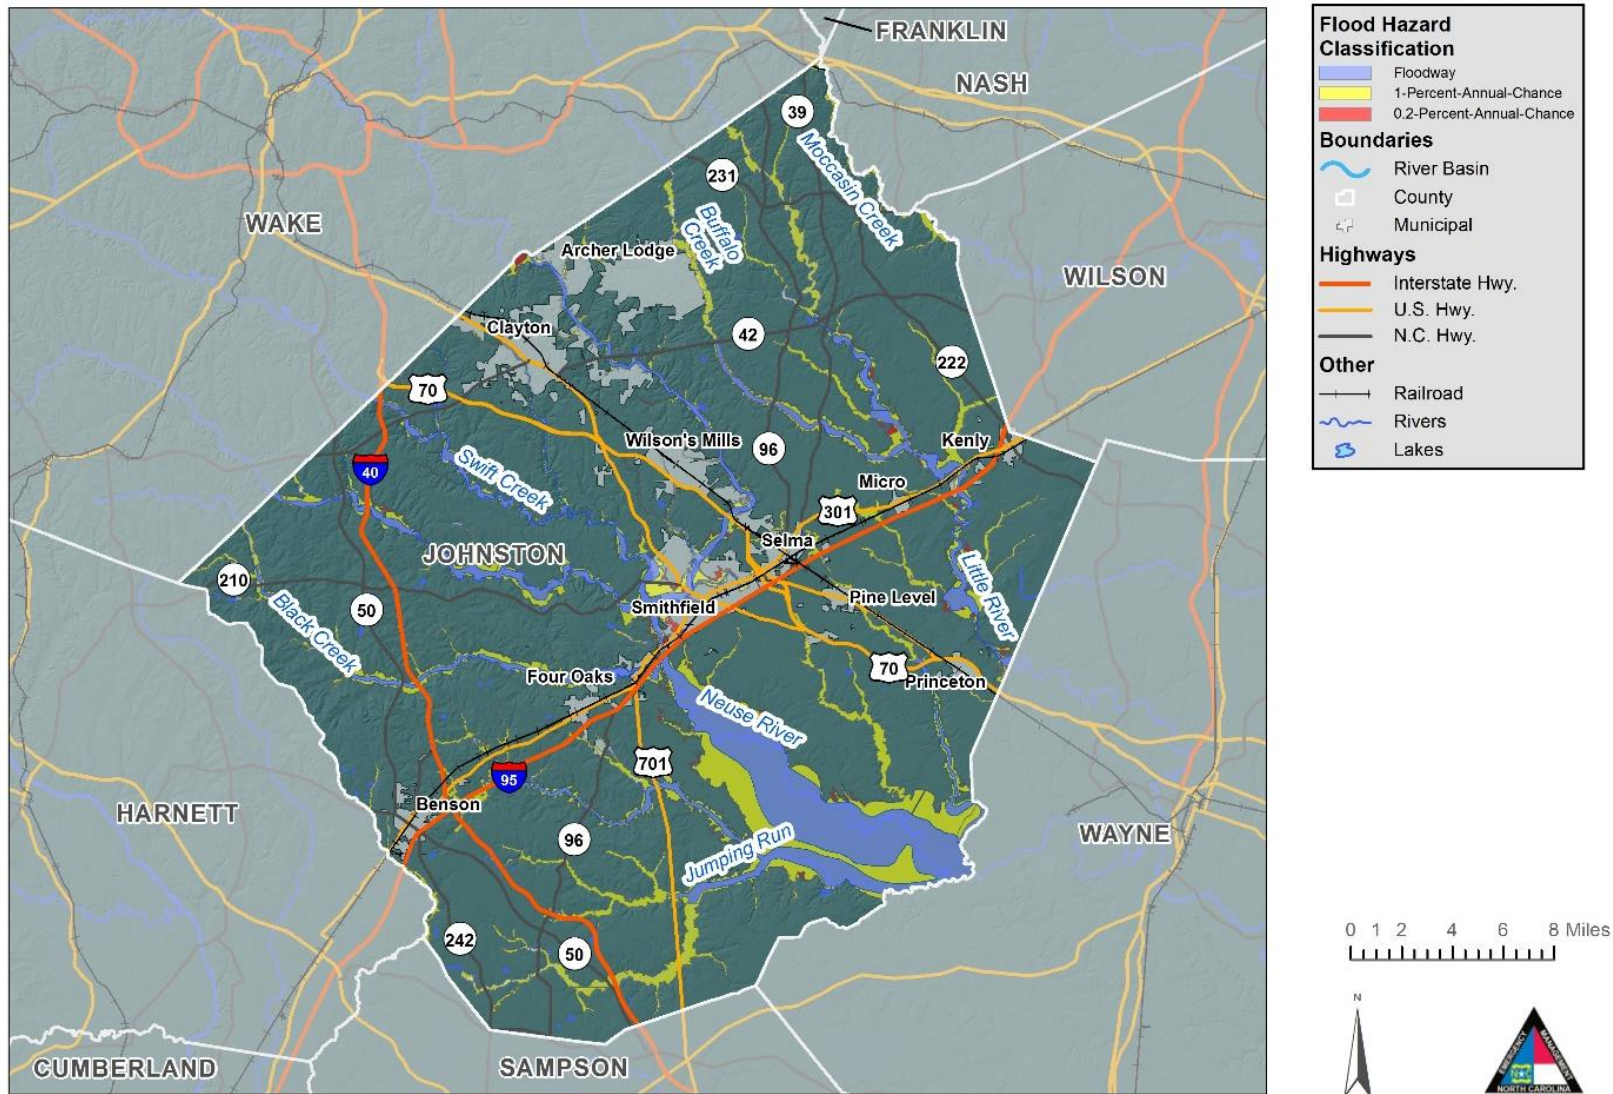 FRANKLIN
NASH
39
Moccasin Creek
231
WAKE
Buffalo
Creek
Archer Lodge
WILSON
Clayton
42
222
70
Wilson's Mills
96
Kenly
40
Swift Creek
Micro
301
JOHNSTON
Selma
210
50
Smithfield
Pine Level
Little River
Black Creek
Four Oaks
70
Princeton
Neuse River
701
95
Benson
HARNETT
96
Jumping Run
WAYNE
242
50
CUMBERLAND
SAMPSON
Flood Hazard
Classification
Floodway
1-Percent-Annual-Chance
0.2-Percent-Annual-Chance
Boundaries
River Basin
County
Municipal
Highways
Interstate Hwy.
U.S. Hwy.
N.C. Hwy.
Other
Railroad
Rivers
Lakes
0 1 2 4 6 8 Miles
N
EMERGENCY
MANAGEMENT
N C
NORTH CAROLINA